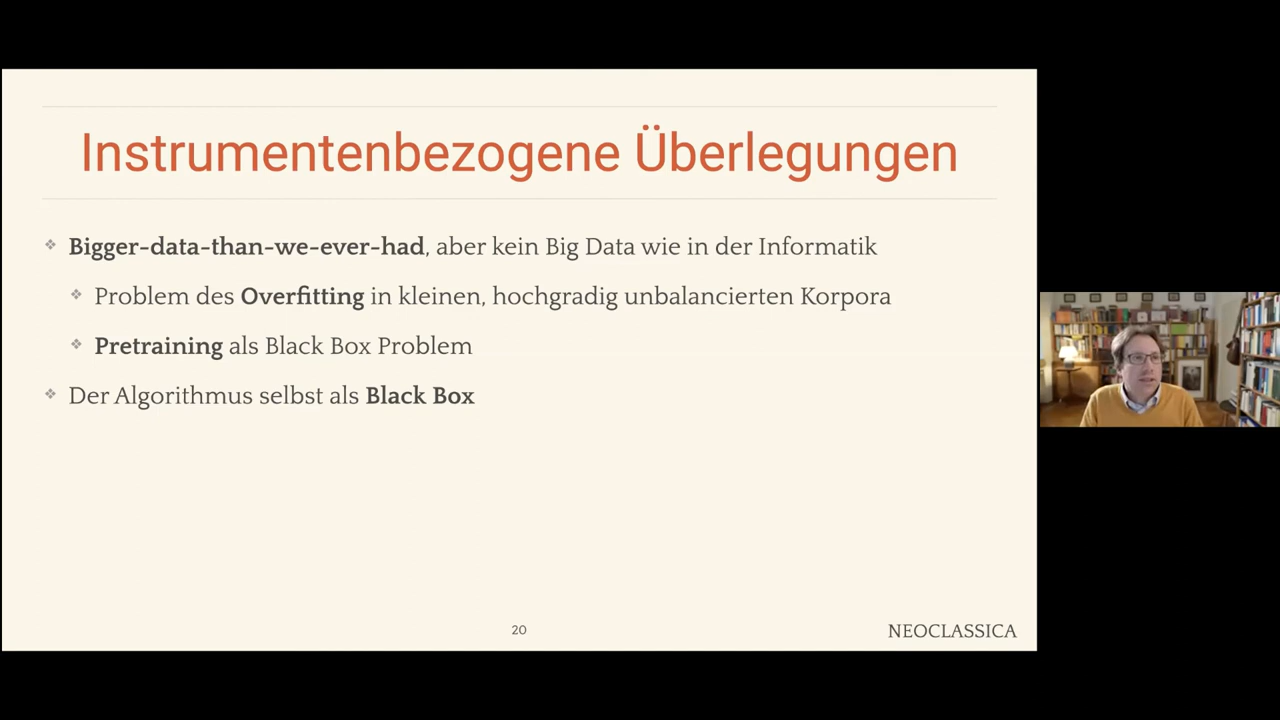 Instrumentenbezogene Überlegungen
❖ Bigger-data-than-we-ever-had, aber kein Big Data wie in der Informatik
❖ Problem des Overfitting in kleinen, hochgradig unbalancierten Korpora
❖ Pretraining als Black Box Problem
❖ Der Algorithmus selbst als Black Box
20
NEOCLASSICA